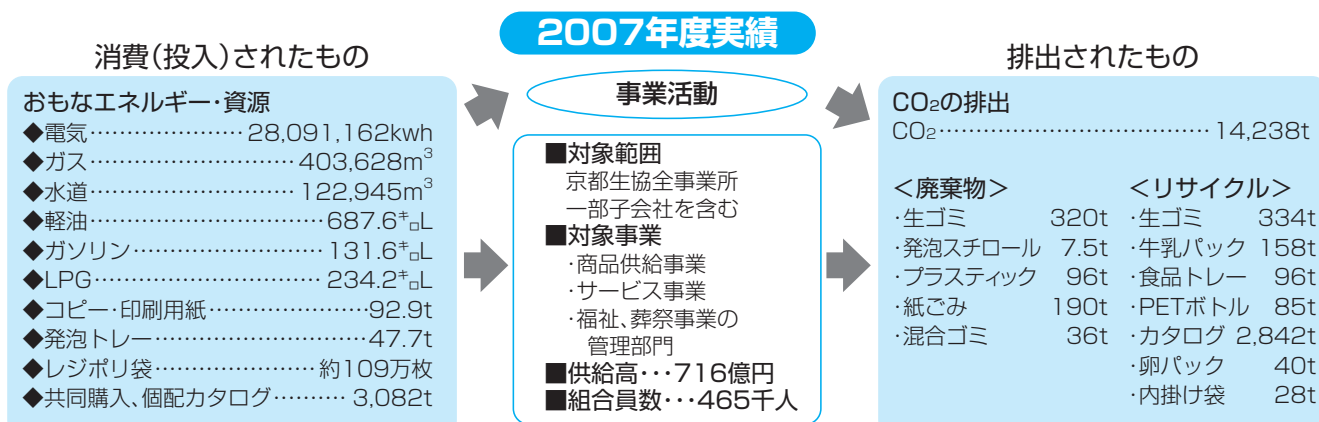 2007年度実績
消費(投入)されたもの
おもなエネルギー・資源
◆電気…………………28,091,162kwh
◆ガス………………………403,628m³
◆水道………………………122,945m³
◆軽油……………………………687.6㌔L
◆ガソリン………………………131.6㌔L
◆LPG……………………………234.2㌔L
◆コピー・印刷用紙…………………92.9t
◆発泡トレー…………………………47.7t
◆レジポリ袋…………………約109万枚
◆共同購入、個配カタログ………3,082t
事業活動
■対象範囲
京都生協全事業所
一部子会社を含む
■対象事業
・商品供給事業
・サービス事業
・福祉、葬祭事業の
管理部門
■供給高・・・716億円
■組合員数・・・465千人
排出されたもの
CO₂の排出
CO₂………………………………14,238t
<廃棄物>
・生ゴミ 320t
・発泡スチロール 7.5t
・プラスティック 96t
・紙ごみ 190t
・混合ゴミ 36t
<リサイクル>
・生ゴミ 334t
・牛乳パック 158t
・食品トレー 96t
・PETボトル 85t
・カタログ 2,842t
・卵パック 40t
・内掛け袋 28t